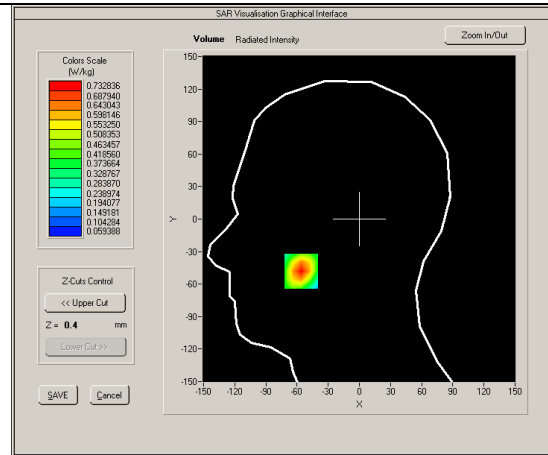 SAR Visualisation Graphical Interface
Volume Radiated Intensity
Zoom In/Out
Colors Scale
(W/kg)
0.732836
0.687940
0.643043
0.598146
0.553250
0.508353
0.463457
0.418560
0.373664
0.328767
0.283870
0.238974
0.194077
0.149181
0.104284
0.059388
Z-Cuts Control
<< Upper Cut
Z = 0.4 mm
Lower Cut >>
SAVE
Cancel
150
120
90
60
30
0
-30
-60
-90
-120
-150
Y
-150 -120 -90 -60 -30 0 30 60 90 120 150
X